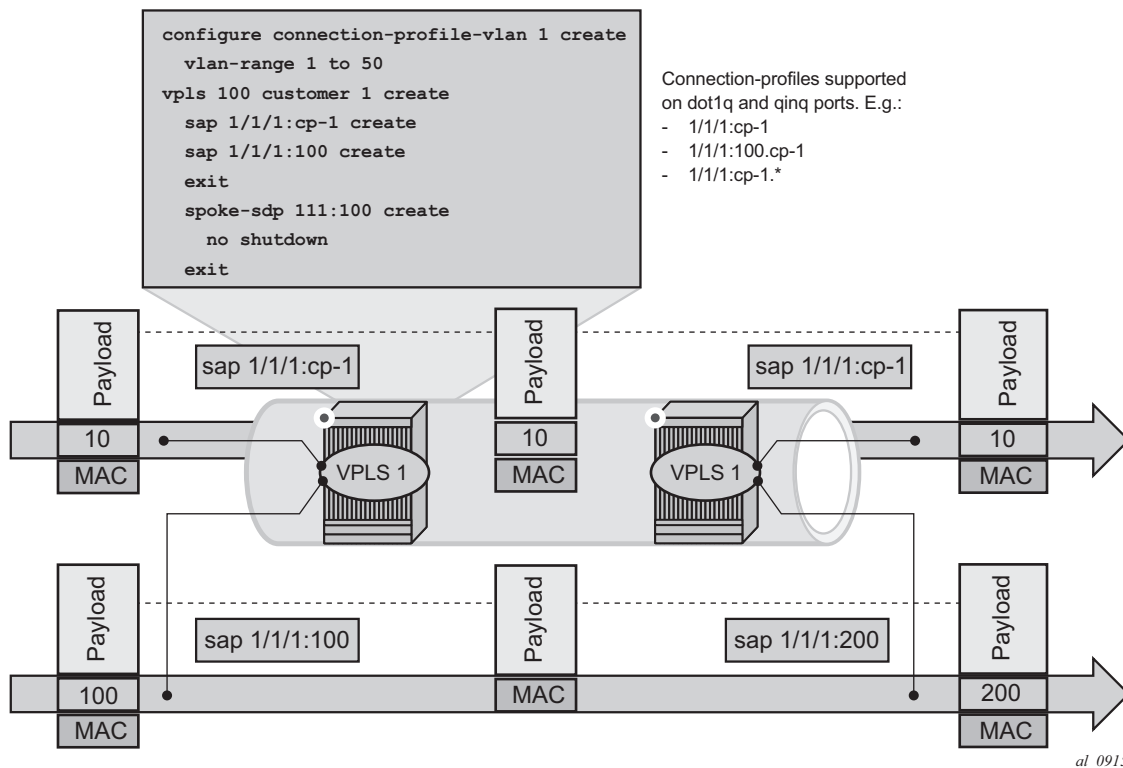 configure connection-profile-vlan 1 create
vlan-range 1 to 50
vpls 100 customer 1 create
sap 1/1/1:cp-1 create
sap 1/1/1:100 create
exit
spoke-sdp 111:100 create
no shutdown
exit
Connection-profiles supported
on dot1q and qinq ports. E.g.:
- 1/1/1:cp-1
- 1/1/1:100.cp-1
- 1/1/1:cp-1.*
Payload
10
MAC
sap 1/1/1:cp-1
VPLS 1
Payload
10
MAC
VPLS 1
sap 1/1/1:cp-1
Payload
10
MAC
Payload
100
MAC
sap 1/1/1:100
Payload
MAC
sap 1/1/1:200
Payload
200
MAC